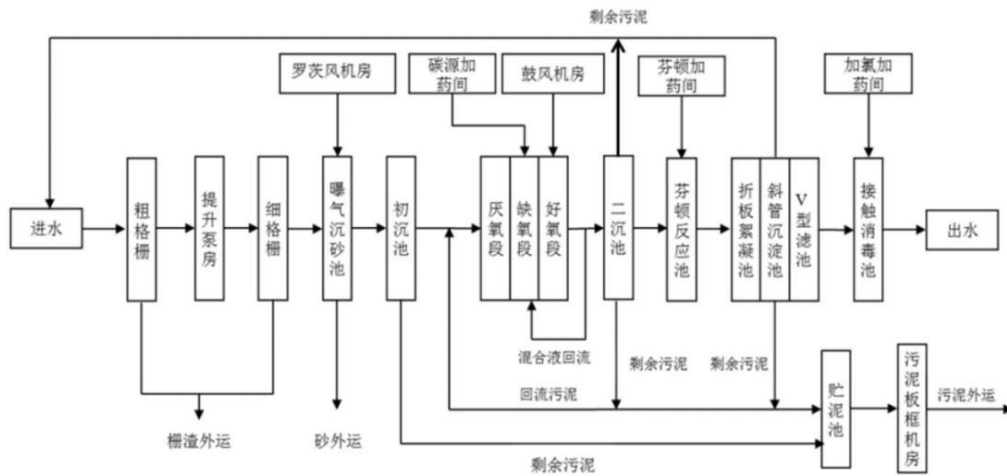 剩余污泥
罗茨风机房
碳源加
药间
鼓风机房
芬顿加
药间
加氯加
药间
进水
粗格栅
提升泵房
细格栅
曝气沉砂池
初沉池
厌氧段
缺氧段
好氧段
二沉池
芬顿反应池
折板絮凝池
斜管沉淀池
V型滤池
接触消毒池
出水
混合液回流
剩余污泥
剩余污泥
回流污泥
贮泥池
污泥板框机房
污泥外运
栅渣外运
砂外运
剩余污泥